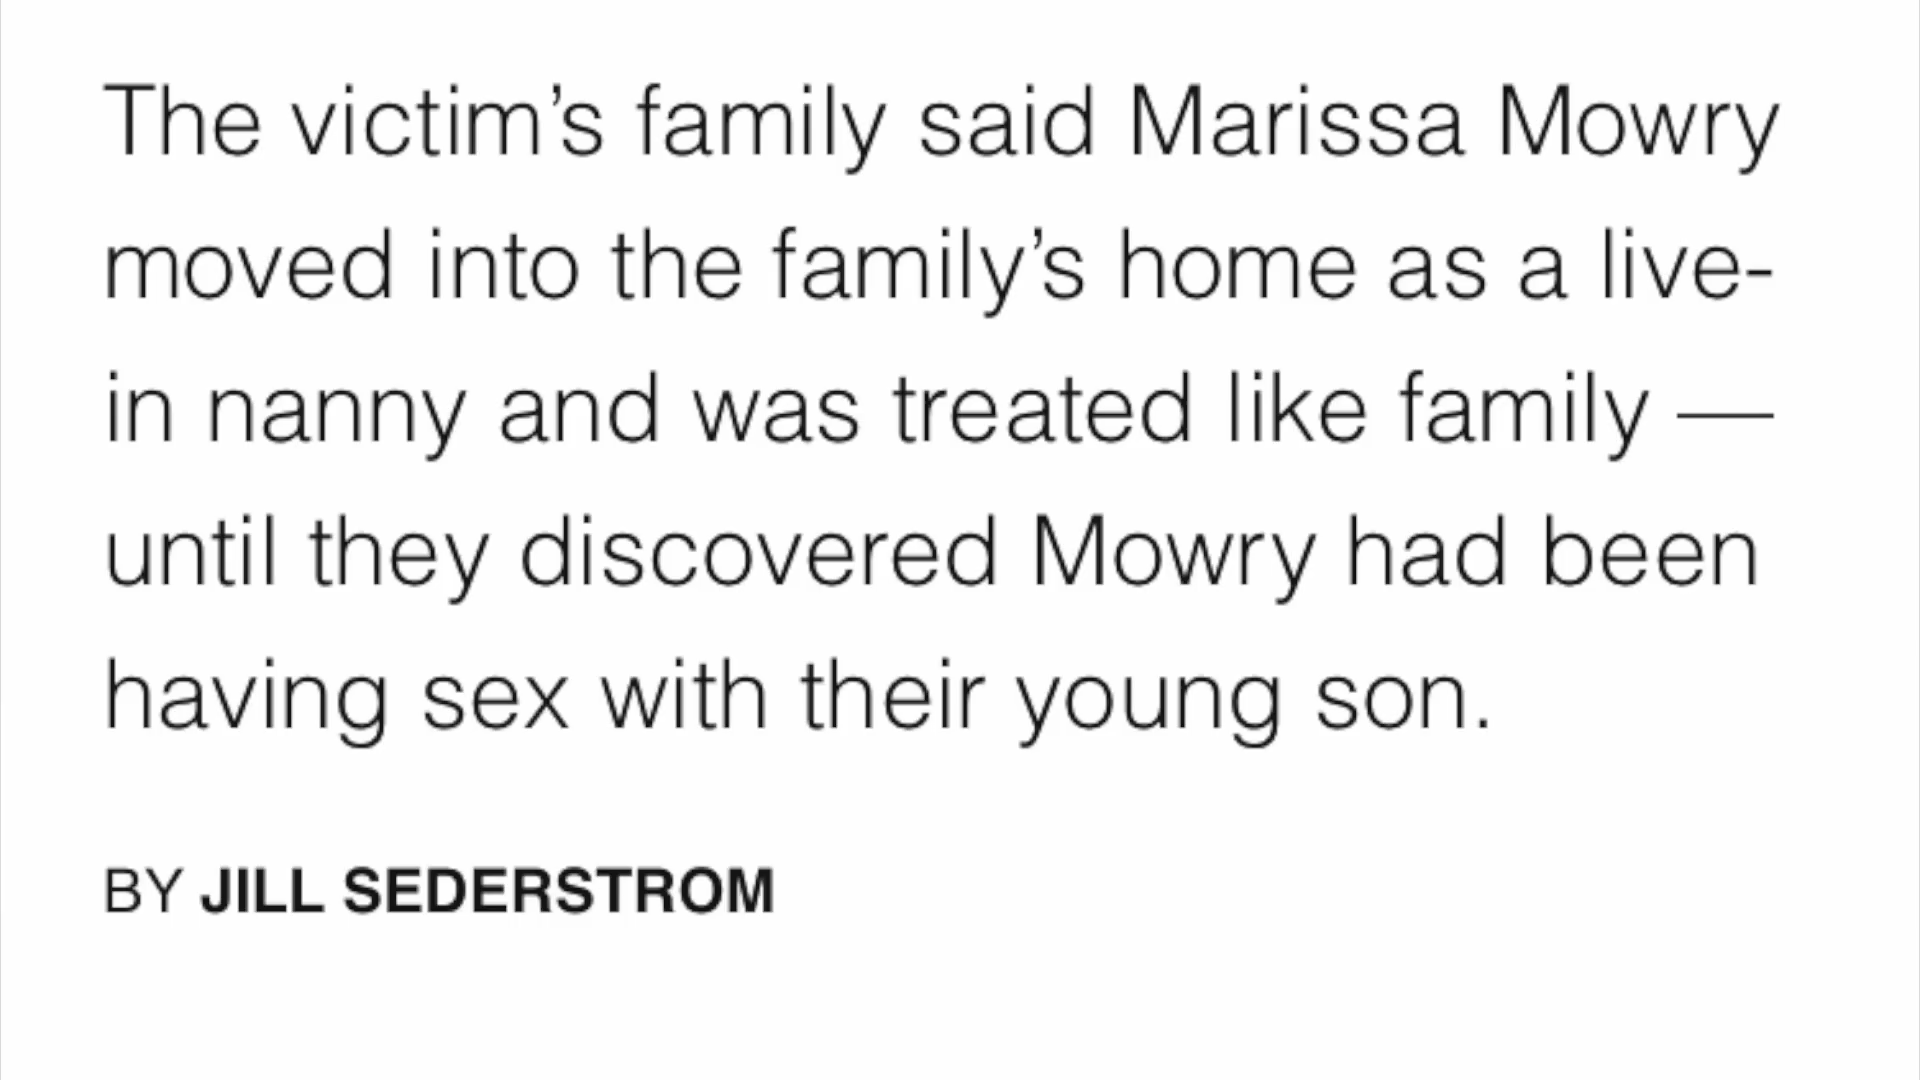 The victim’s family said Marissa Mowry
moved into the family’s home as a live-
in nanny and was treated like family —
until they discovered Mowry had been
having sex with their young son.
BY JILL SEDERSTROM